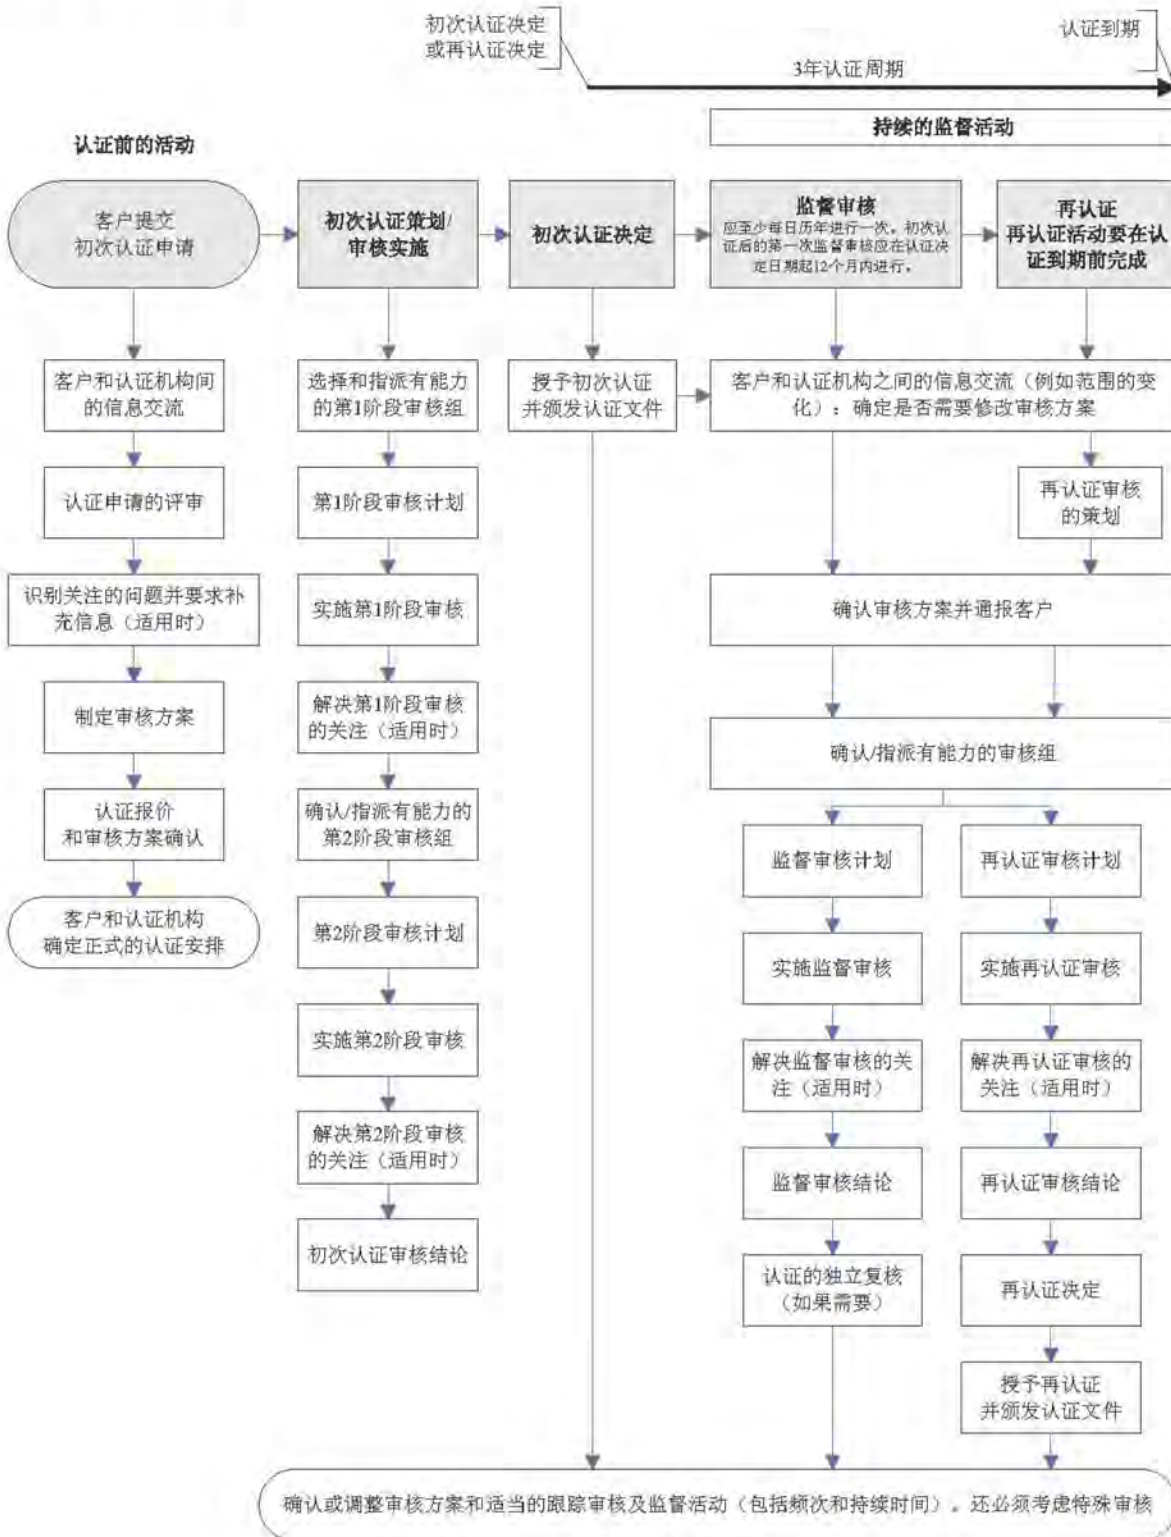 初次认证决定
或再认证决定
认证到期
3年认证周期
持续的监督活动
认证前的活动
客户提交
初次认证申请
初次认证策划/
审核实施
初次认证决定
监督审核
应至少每日历年进行一次。初次认
证后的第一次监督审核应在认证决
定日期起12个月内进行。
再认证
再认证活动要在认
证到期前完成
客户和认证机构间
的信息交流
选择和指派有能力
的第1阶段审核组
授予初次认证
并颁发认证文件
客户和认证机构之间的信息交流（例如范围的变
化）：确定是否需要修改审核方案
认证申请的评审
第1阶段审核计划
再认证审核
的策划
识别关注的问题并要求补
充信息（适用时）
实施第1阶段审核
确认审核方案并通报客户
制定审核方案
解决第1阶段审核
的关注（适用时）
确认/指派有能力的审核组
认证报价
和审核方案确认
确认/指派有能力的
第2阶段审核组
监督审核计划
再认证审核计划
客户和认证机构
确定正式的认证安排
第2阶段审核计划
实施监督审核
实施再认证审核
实施第2阶段审核
解决监督审核的关
注（适用时）
解决再认证审核的
关注（适用时）
解决第2阶段审核
的关注（适用时）
监督审核结论
再认证审核结论
初次认证审核结论
认证的独立复核
（如果需要）
再认证决定
授予再认证
并颁发认证文件
确认或调整审核方案和适当的跟踪审核及监督活动（包括频次和持续时间）。还必须考虑特殊审核